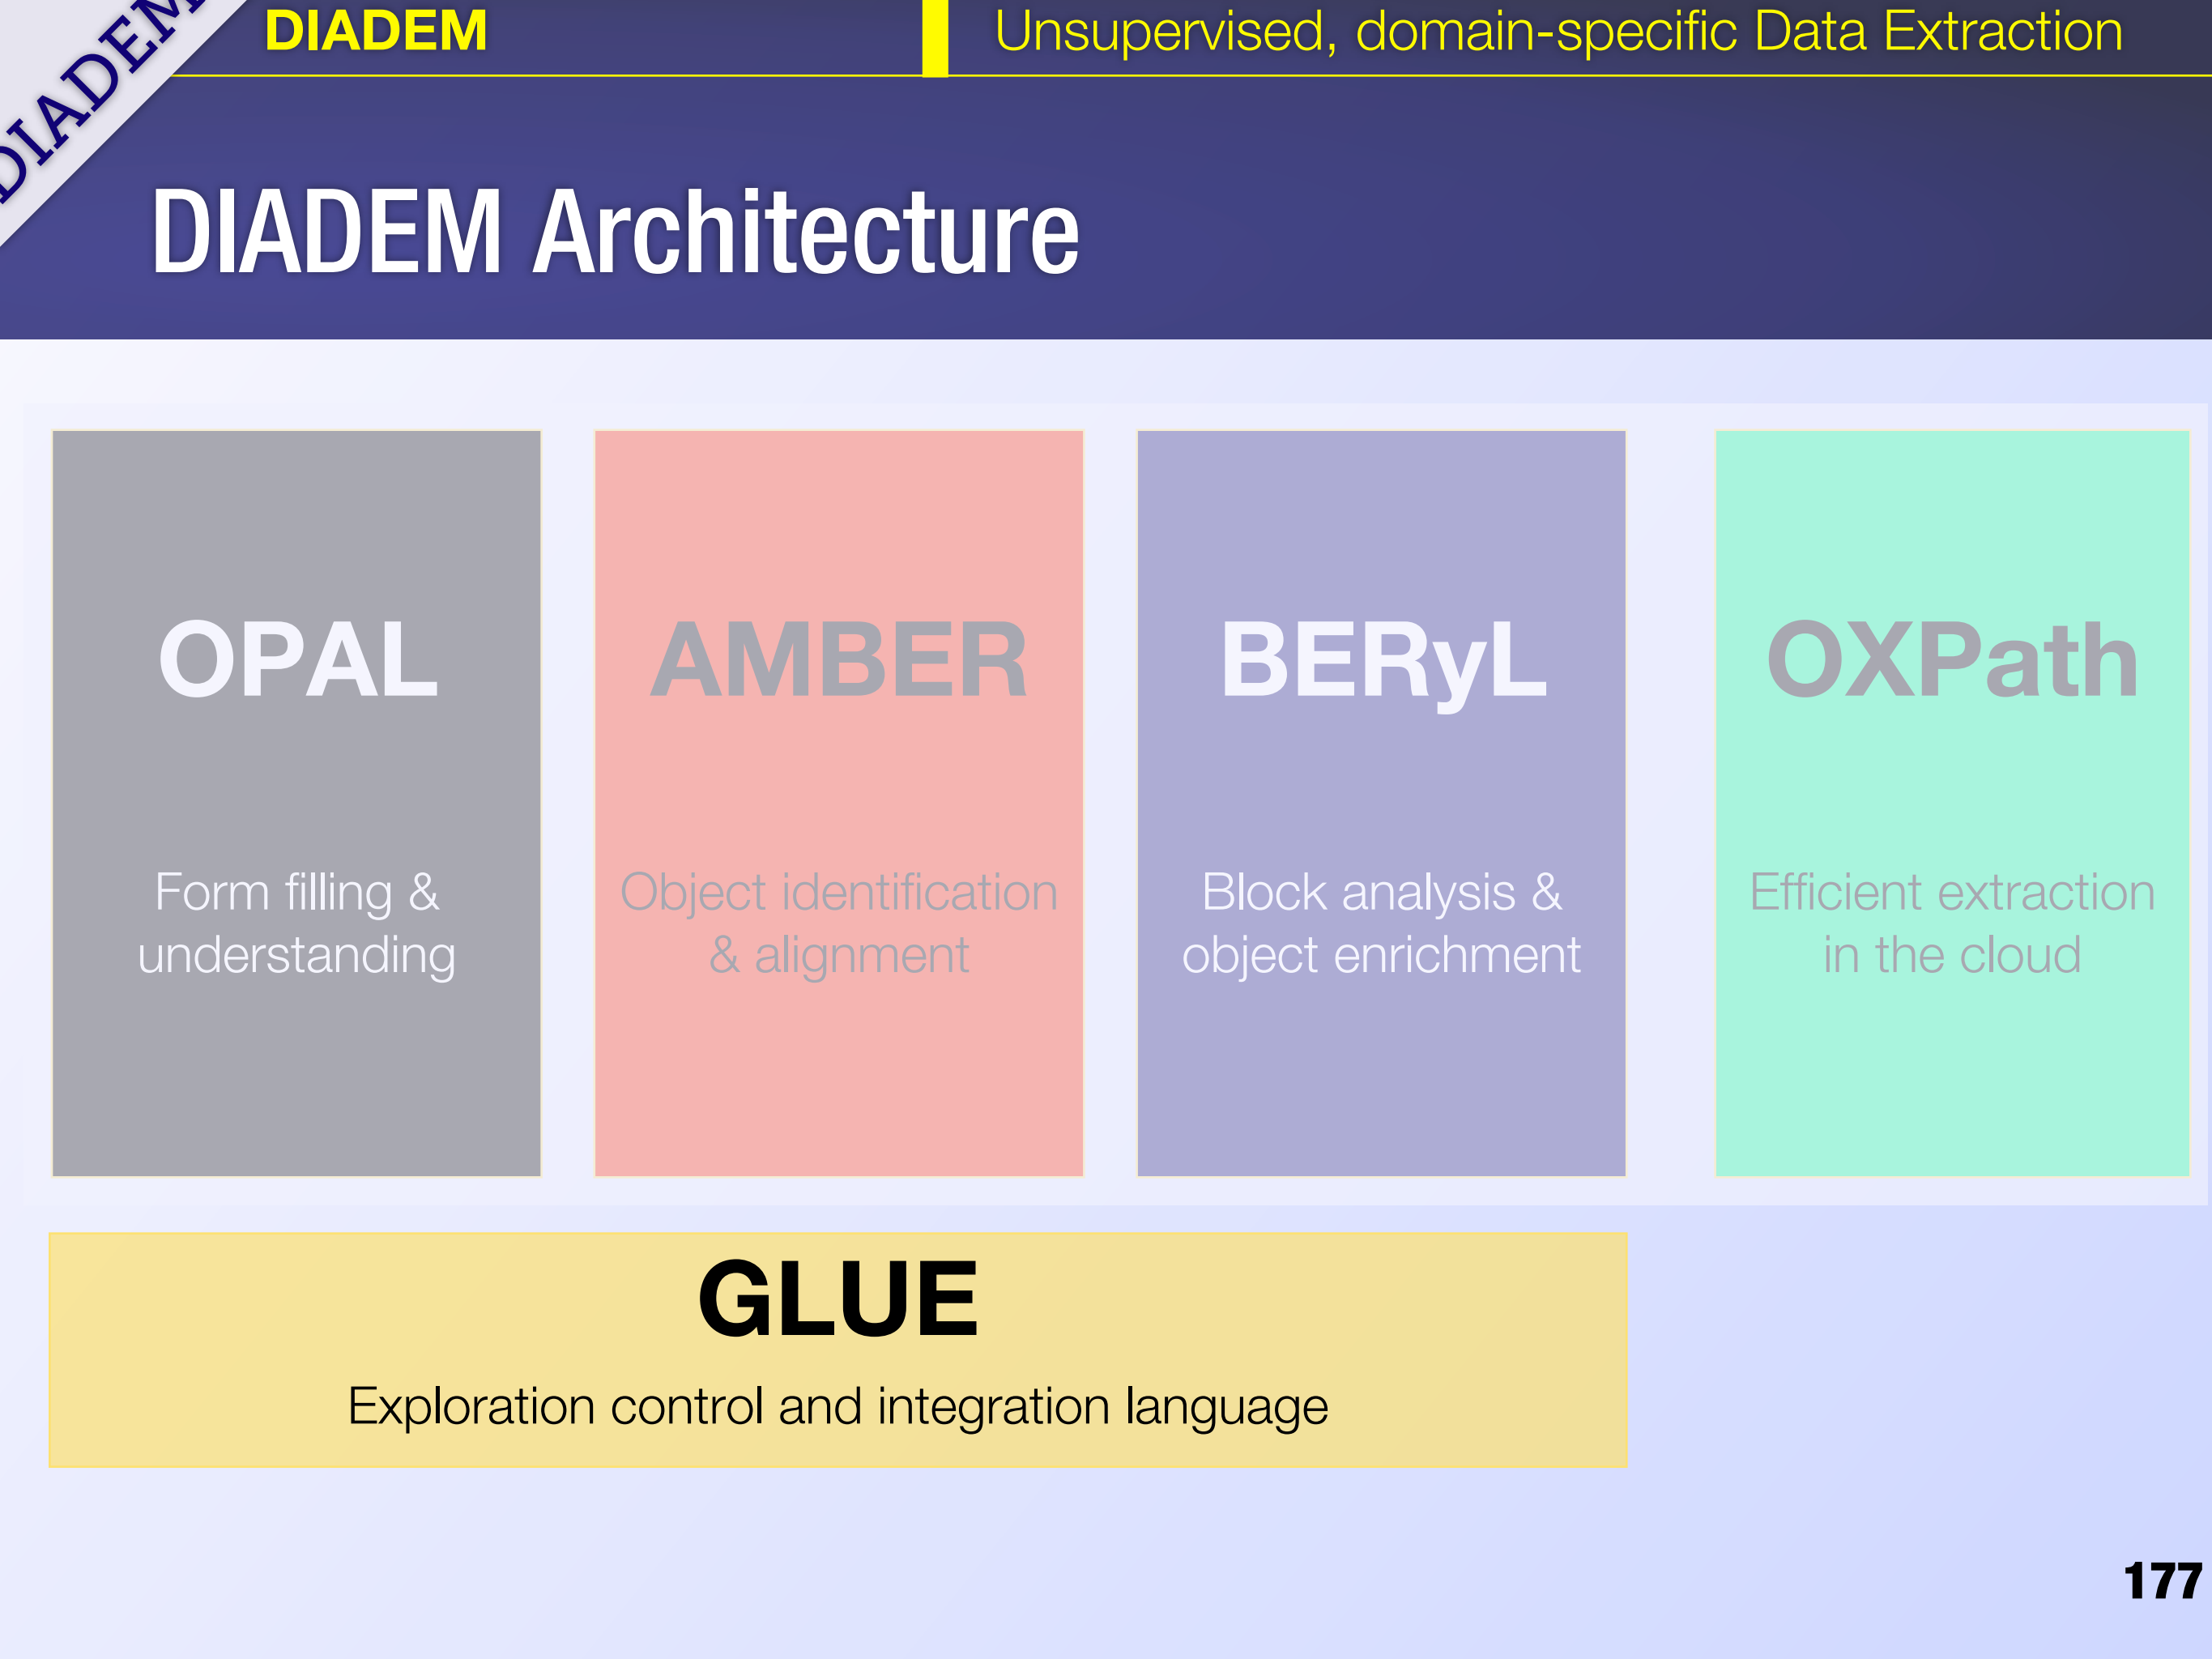 DIADEM
DIADEM
Unsupervised, domain-specific Data Extraction
DIADEM Architecture
OPAL
Form filling &
understanding
AMBER
Object identification
& alignment
BERyL
Block analysis &
object enrichment
OXPath
Efficient extraction
in the cloud
GLUE
Exploration control and integration language
177